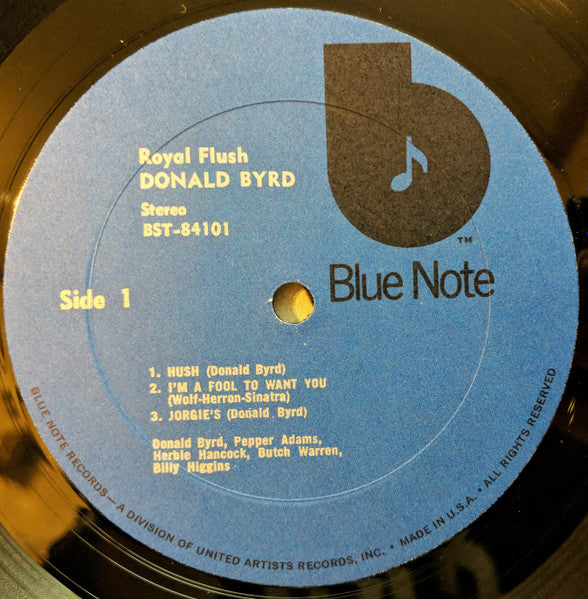 Royal Flush
DONALD BYRD
Stereo
BST-84101
TM
Blue Note
Side 1
1. HUSH (Donald Byrd)
2. I'M A FOOL TO WANT YOU
(Wolf-Herron-Sinatra)
3. JORGIE'S (Donald Byrd)
Donald Byrd, Pepper Adams,
Herbie Hancock, Butch Warren,
Billy Higgins
BLUE NOTE RECORDS—A DIVISION OF UNITED ARTISTS RECORDS, INC. • MADE IN U.S.A. • ALL RIGHTS RESERVED